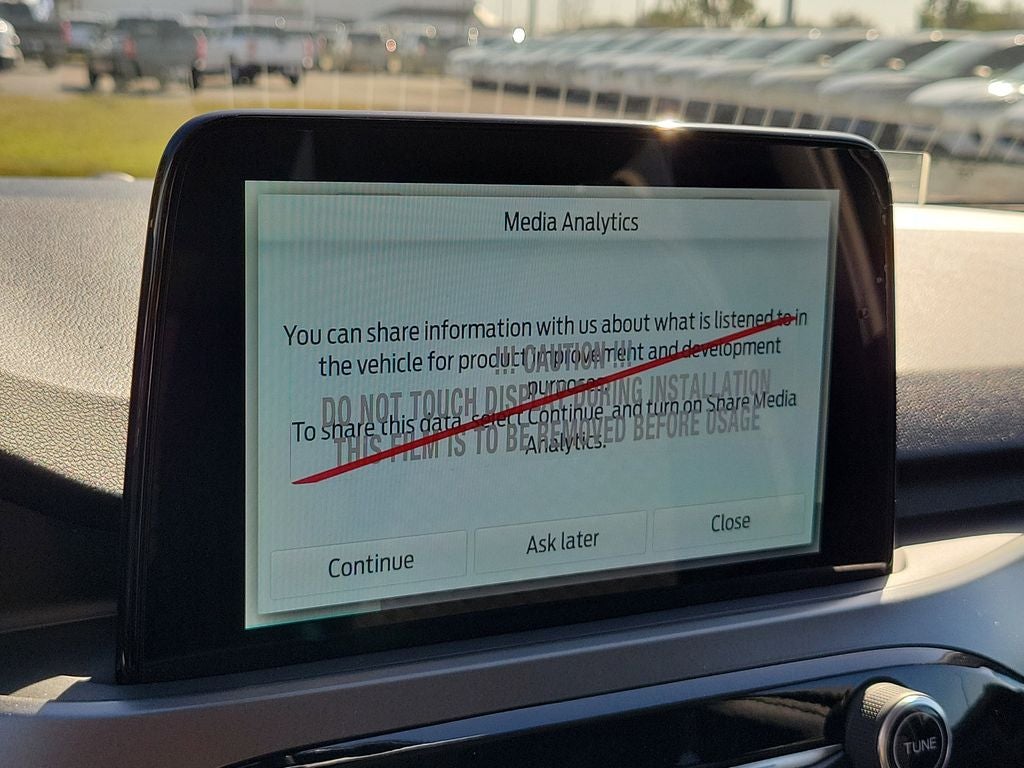 Media Analytics
You can share information with us about what is listened to in
the vehicle for product improvement and development
purposes.
!!! CAUTION !!!
DO NOT TOUCH DISPLAY DURING INSTALLATION
THIS FILM IS TO BE REMOVED BEFORE USAGE
To share this data, select Continue, and turn on Share Media
Analytics.
Continue
Ask later
Close
TUNE